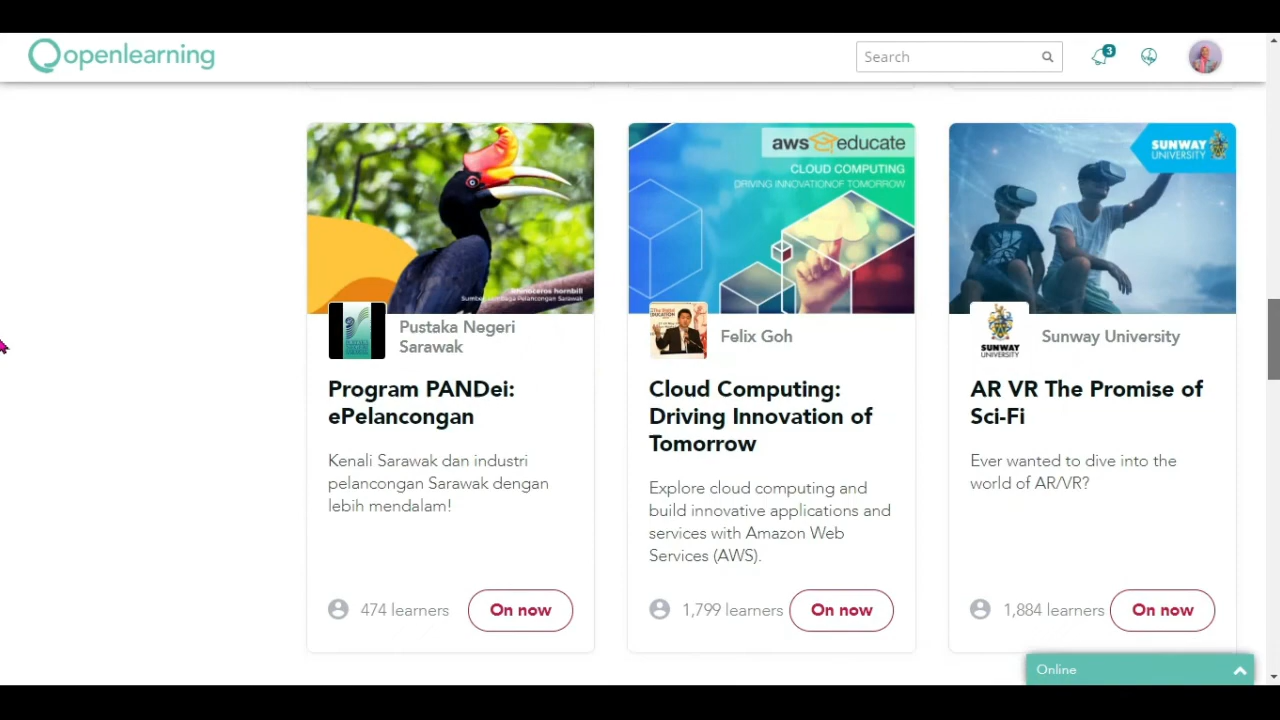 openlearning
Search
3
Rhinoceros hornbill
Pustaka Negeri
Sarawak
Program PANDei:
ePelancongan
Kenali Sarawak dan industri
pelancongan Sarawak dengan
lebih mendalam!
474 learners
On now
aws educate
CLOUD COMPUTING
DRIVING INNOVATION OF TOMORROW
Felix Goh
Cloud Computing:
Driving Innovation of
Tomorrow
Explore cloud computing and
build innovative applications and
services with Amazon Web
Services (AWS).
1,799 learners
On now
SUNWAY
UNIVERSITY
SUNWAY
UNIVERSITY
Sunway University
AR VR The Promise of
Sci-Fi
Ever wanted to dive into the
world of AR/VR?
1,884 learners
On now
Online